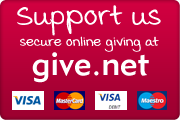 Support us
secure online giving at
give.net
VISA MasterCard VISA DEBIT Maestro